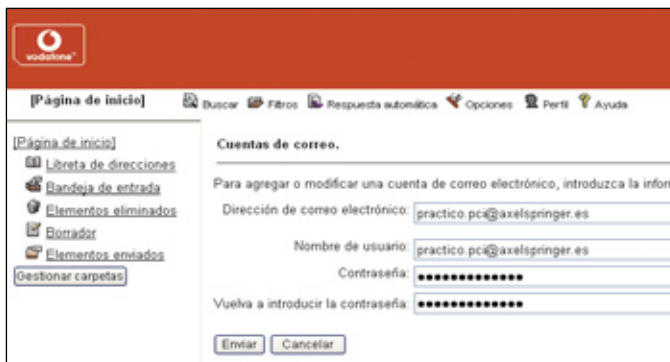 vodafone™
[Página de inicio] Buscar Filtros Respuesta automática Opciones Perfil Ayuda
[Página de inicio]
Libreta de direcciones
Bandeja de entrada
Elementos eliminados
Borrador
Elementos enviados
Gestionar carpetas
Cuentas de correo.
Para agregar o modificar una cuenta de correo electrónico, introduzca la infor
Dirección de correo electrónico: practico.pci@axelspringer.es
Nombre de usuario: practico.pci@axelspringer.es
Contraseña: •••••••••••••
Vuelva a introducir la contraseña: •••••••••••••
Enviar Cancelar